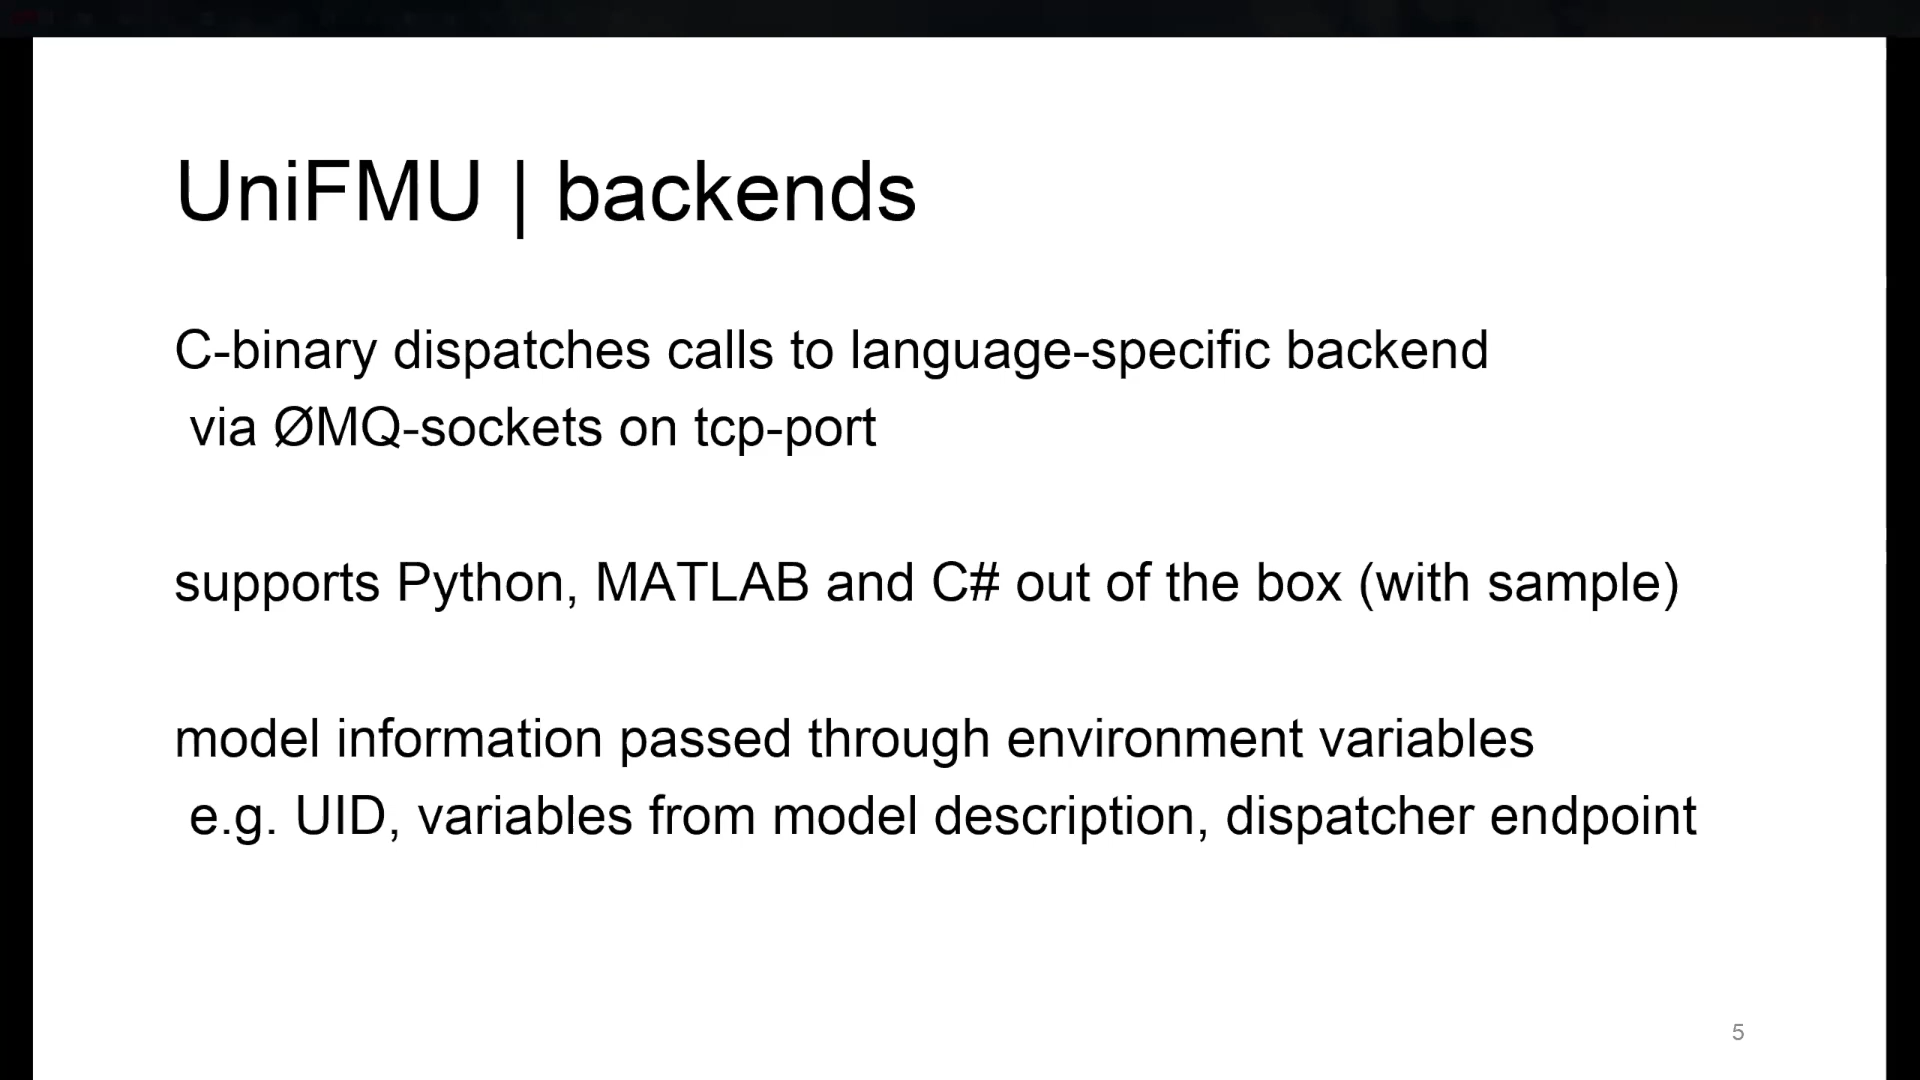 UniFMU | backends
C-binary dispatches calls to language-specific backend
via ØMQ-sockets on tcp-port
supports Python, MATLAB and C# out of the box (with sample)
model information passed through environment variables
e.g. UID, variables from model description, dispatcher endpoint
5